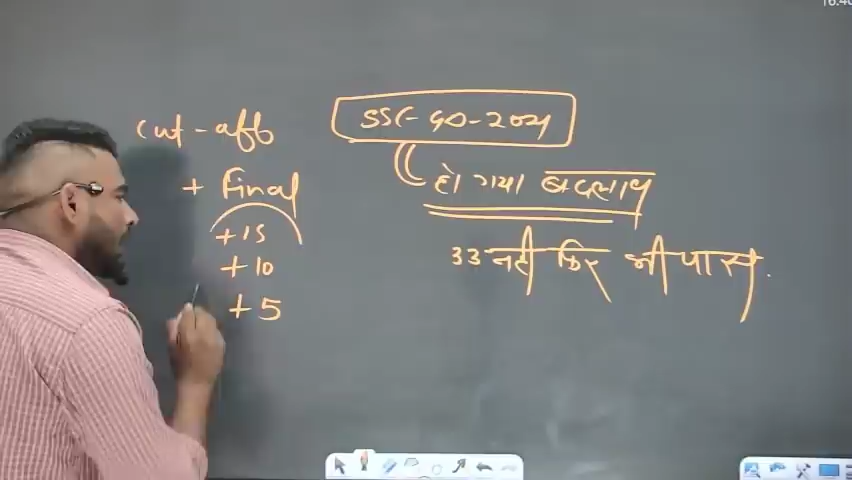 SSC-GD-2024
हो गया बदलाव
33 नही फिर भी पास
Cut-off
+ Final
+15
+10
+5